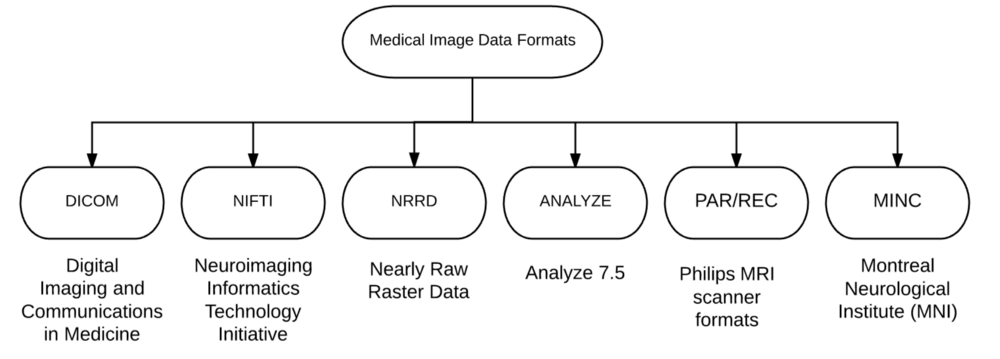 Medical Image Data Formats
DICOM
NIFTI
NRRD
ANALYZE
PAR/REC
MINC
Digital
Imaging and
Communications
in Medicine
Neuroimaging
Informatics
Technology
Initiative
Nearly Raw
Raster Data
Analyze 7.5
Philips MRI
scanner
formats
Montreal
Neurological
Institute (MNI)